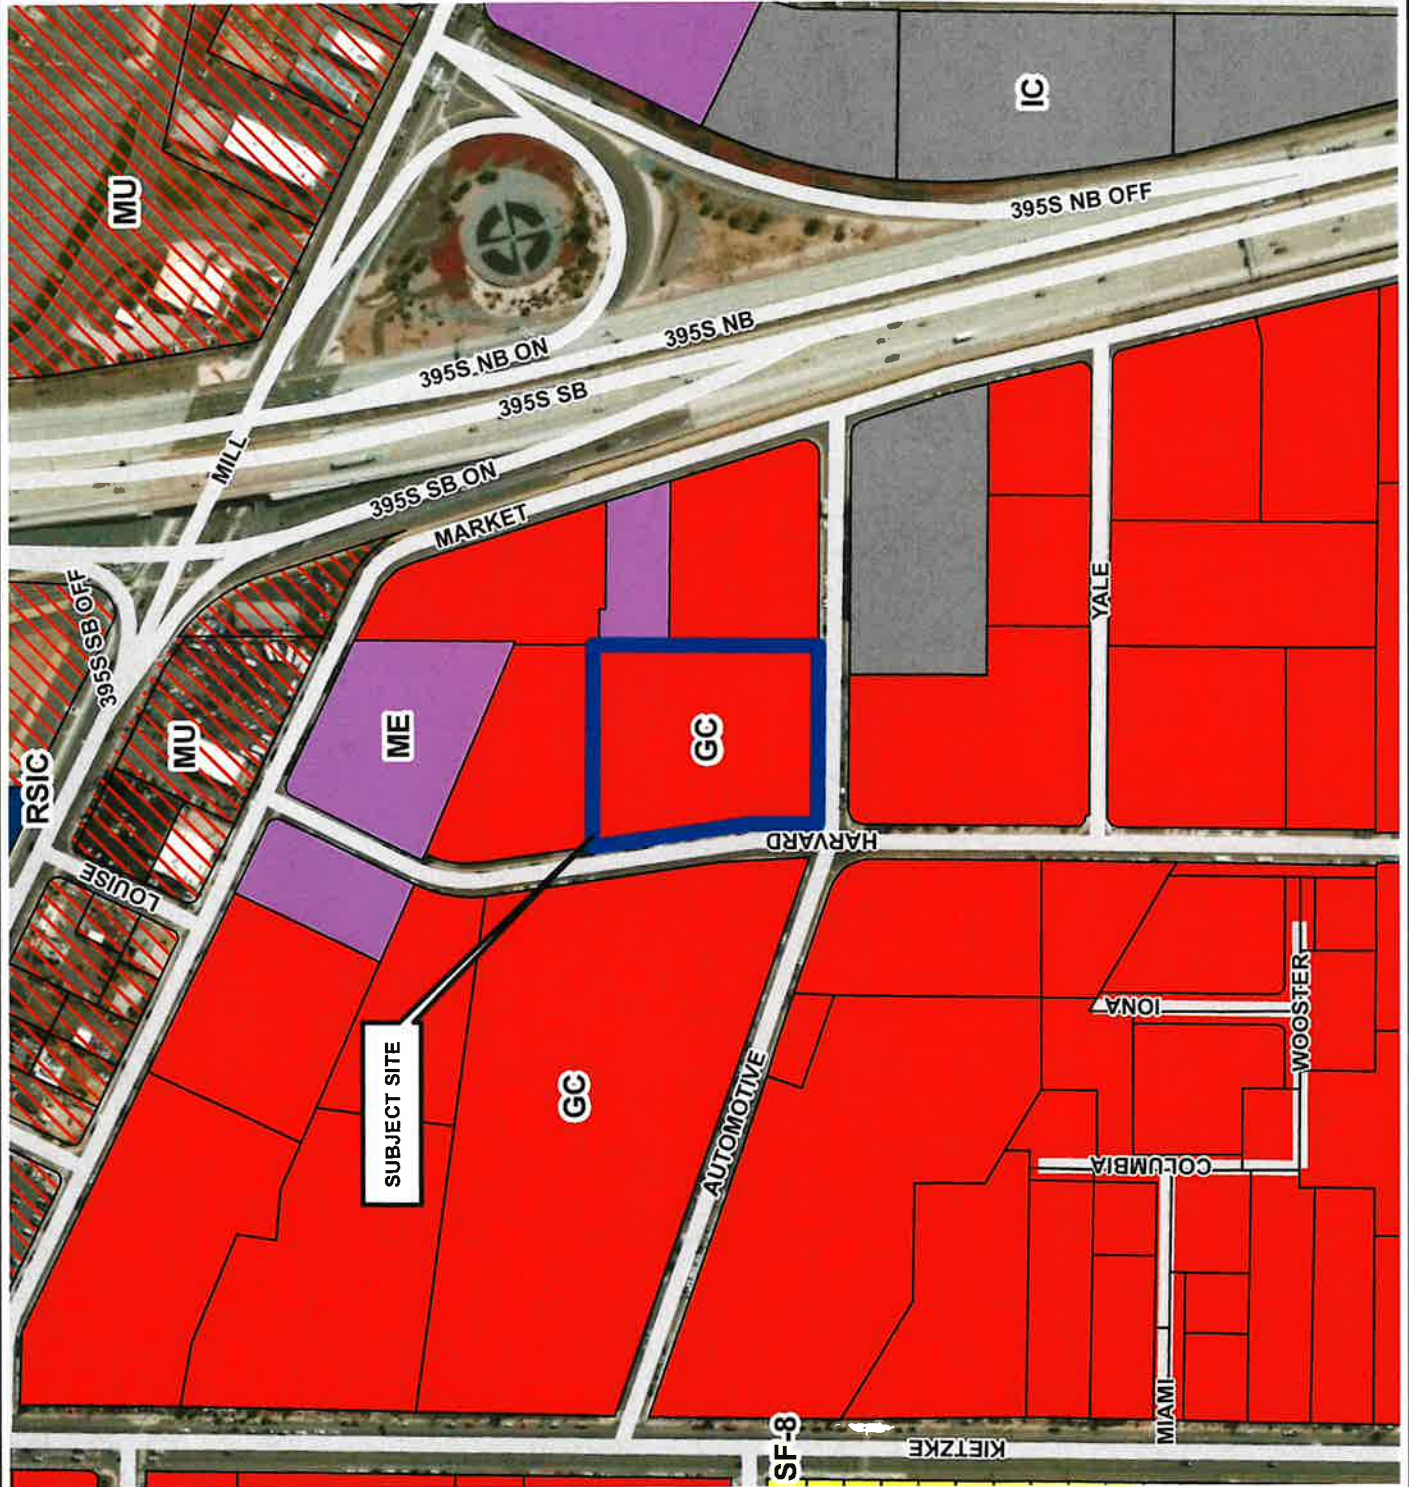 MU
IC
395S NB OFF
395S NB
395S NB ON
395S SB
MILL
395S SB ON
MARKET
395S SB OFF
YALE
RSIC
MU
ME
GC
HARVARD
LOUISE
SUBJECT SITE
GC
AUTOMOTIVE
IONA
WOOSTER
COLUMBIA
MIAMI
SF-8
KIETZKE